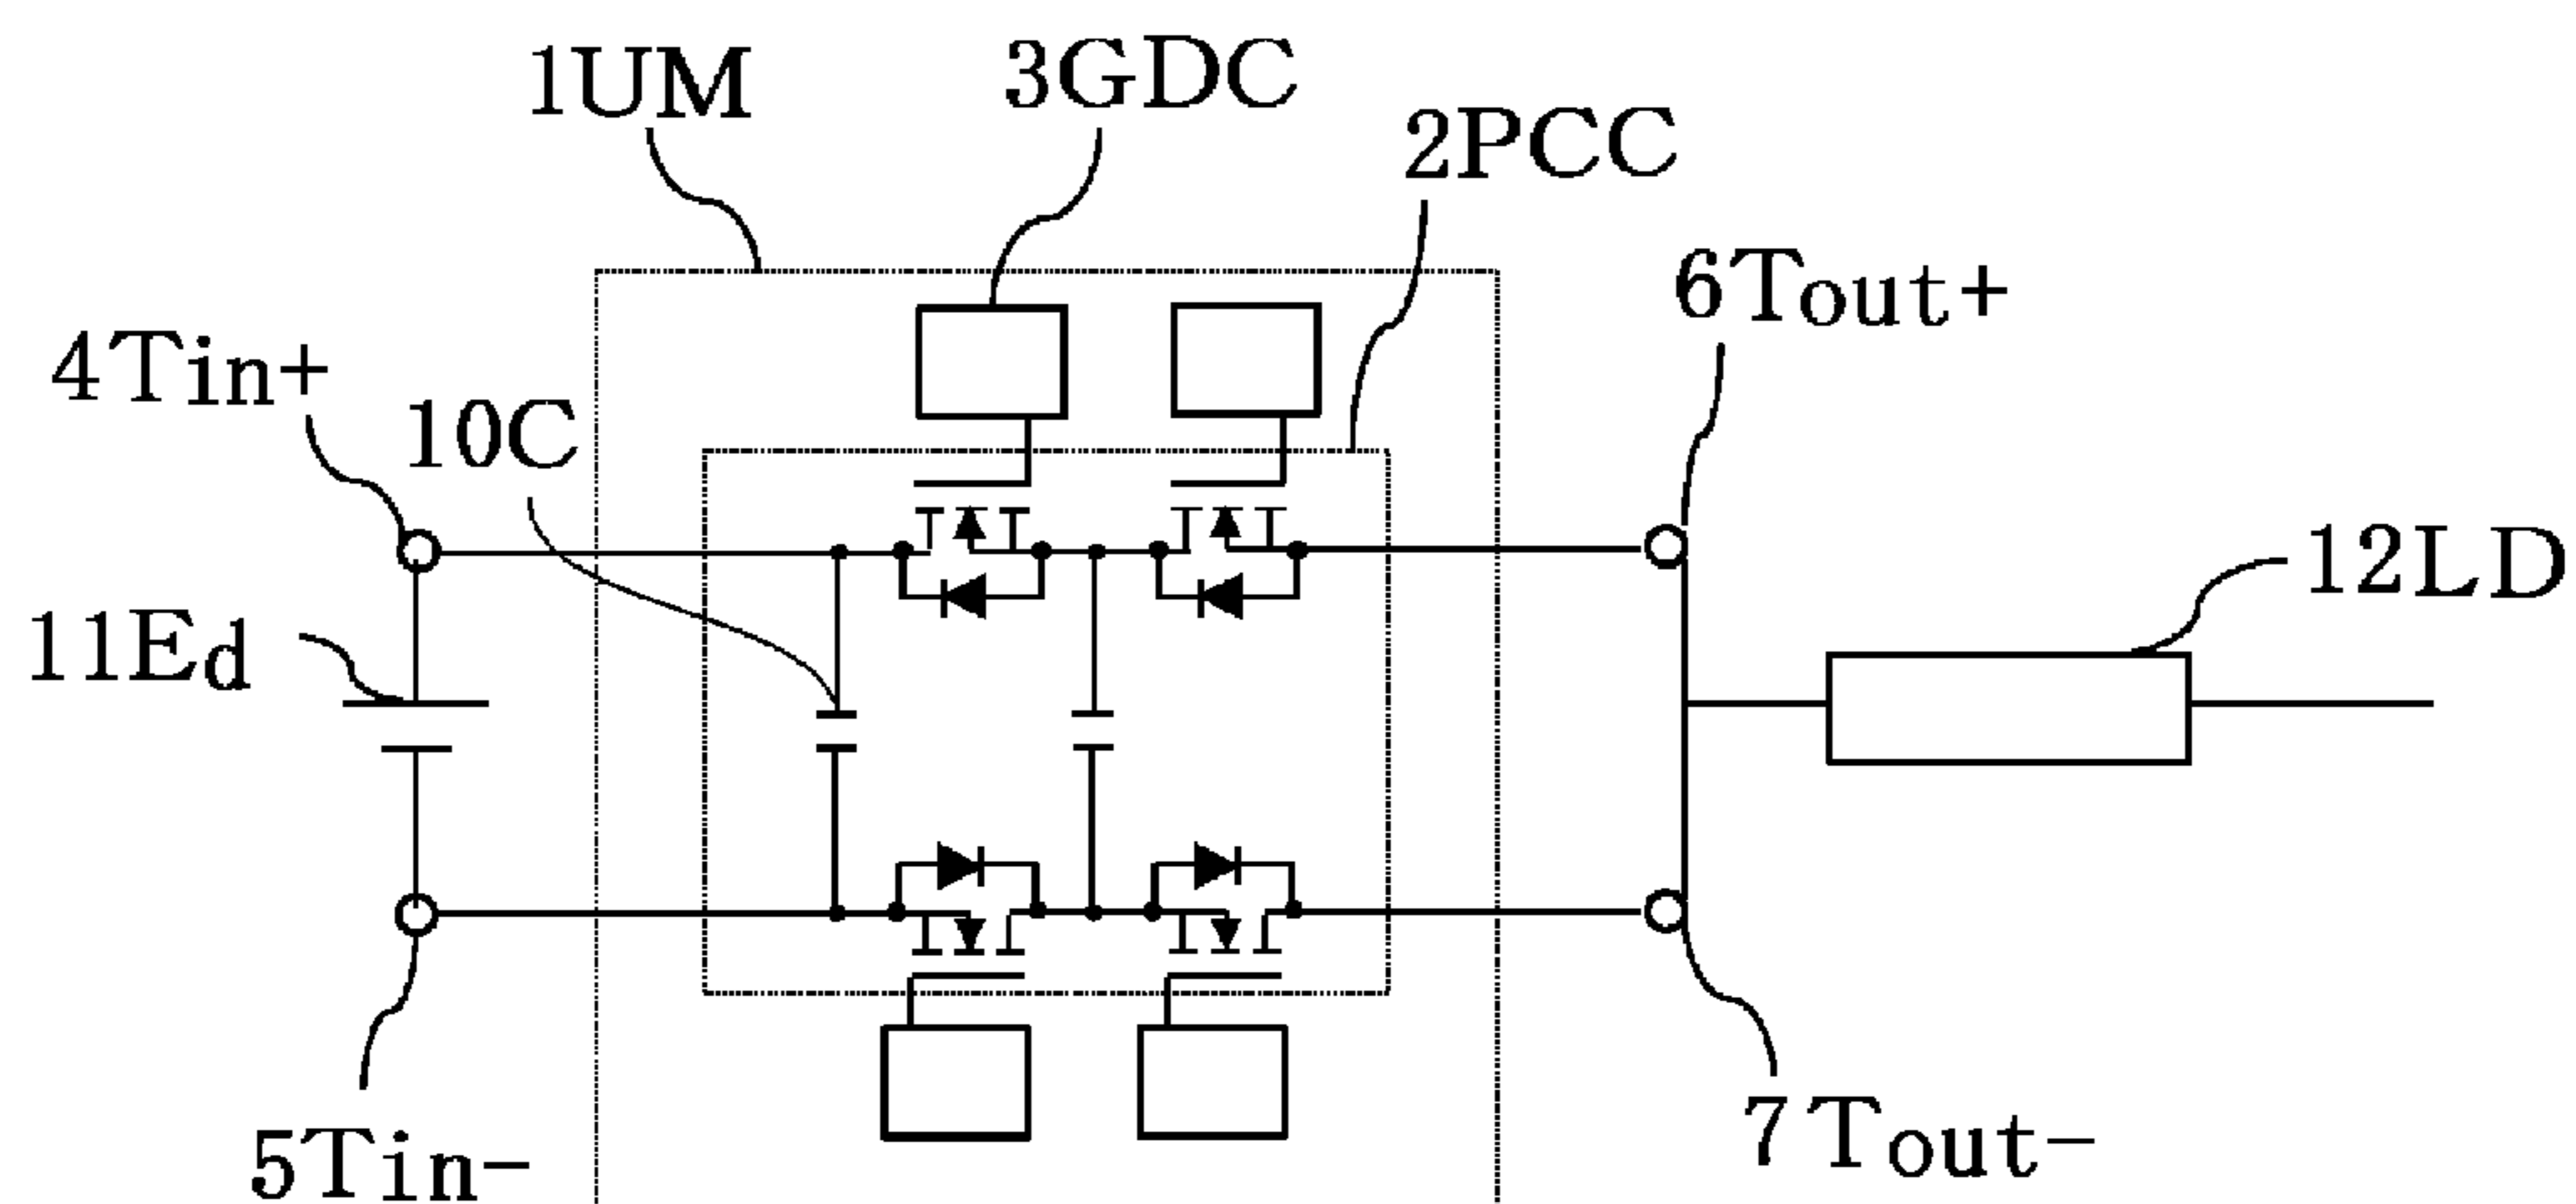 1UM
3GDC
2PCC
6Tout+
4Tin+
10C
12LD
11Ed
7Tout-
5Tin-